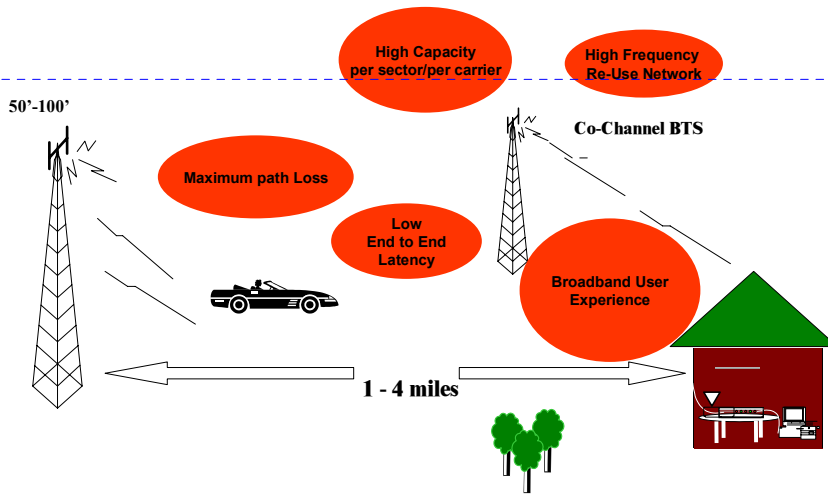 High Capacity
per sector/per carrier
High Frequency
Re-Use Network
50'-100'
Co-Channel BTS
Maximum path Loss
Low
End to End
Latency
Broadband User
Experience
1 - 4 miles